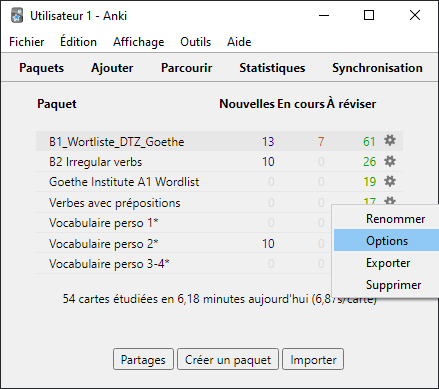 Utilisateur 1 - Anki
Fichier Édition Affichage Outils Aide
Paquets Ajouter Parcourir Statistiques Synchronisation
Paquet Nouvelles En cours À réviser
B1_Wortliste_DTZ_Goethe 13 7 61
B2 Irregular verbs 10 0 26
Goethe Institute A1 Wordlist 0 0 19
Verbes avec prépositions 0 0 17
Vocabulaire perso 1* 0 0
Vocabulaire perso 2* 10 0
Vocabulaire perso 3-4* 0 0
Renommer
Options
Exporter
Supprimer
54 cartes étudiées en 6,18 minutes aujourd'hui (6,87s/carte)
Partages Créer un paquet Importer